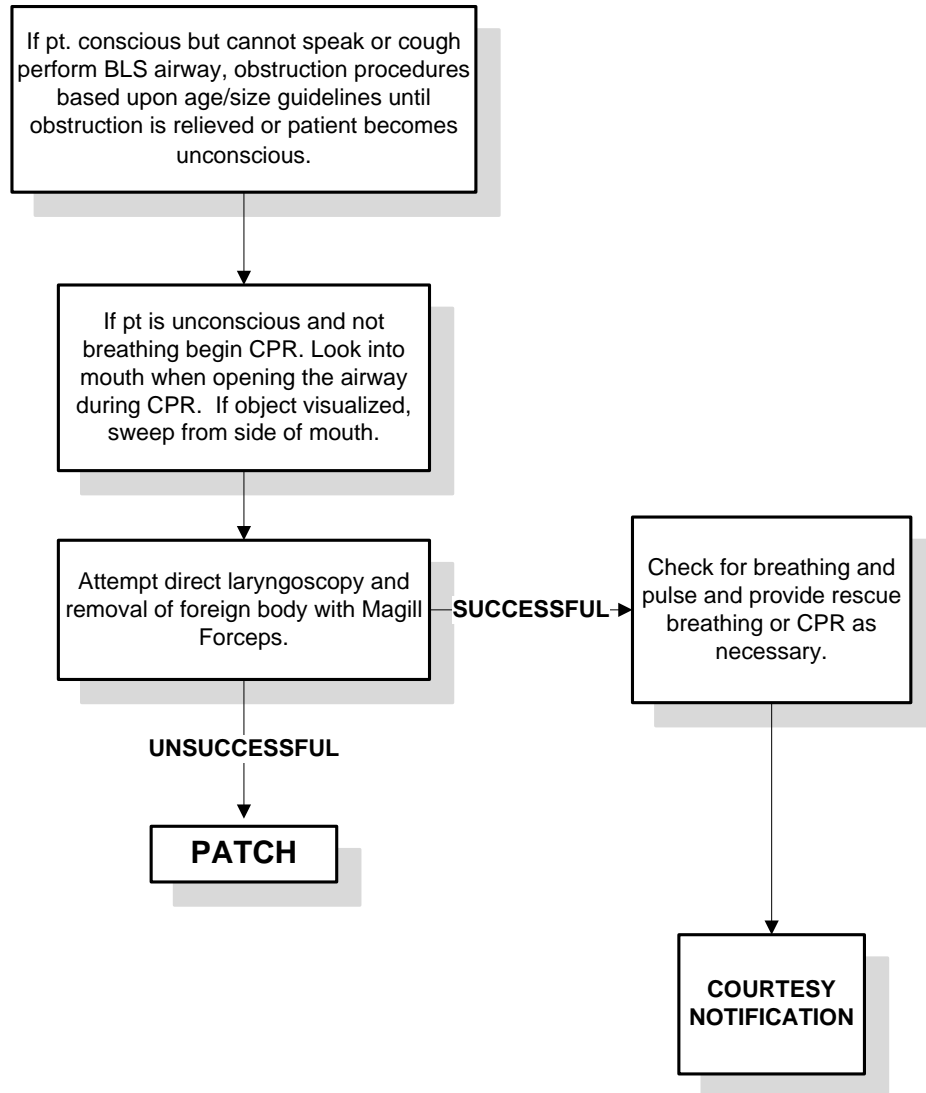 If pt. conscious but cannot speak or cough
perform BLS airway, obstruction procedures
based upon age/size guidelines until
obstruction is relieved or patient becomes
unconscious.
If pt is unconscious and not
breathing begin CPR. Look into
mouth when opening the airway
during CPR.  If object visualized,
sweep from side of mouth.
Attempt direct laryngoscopy and
removal of foreign body with Magill
Forceps.
SUCCESSFUL
Check for breathing and
pulse and provide rescue
breathing or CPR as
necessary.
UNSUCCESSFUL
PATCH
COURTESY
NOTIFICATION